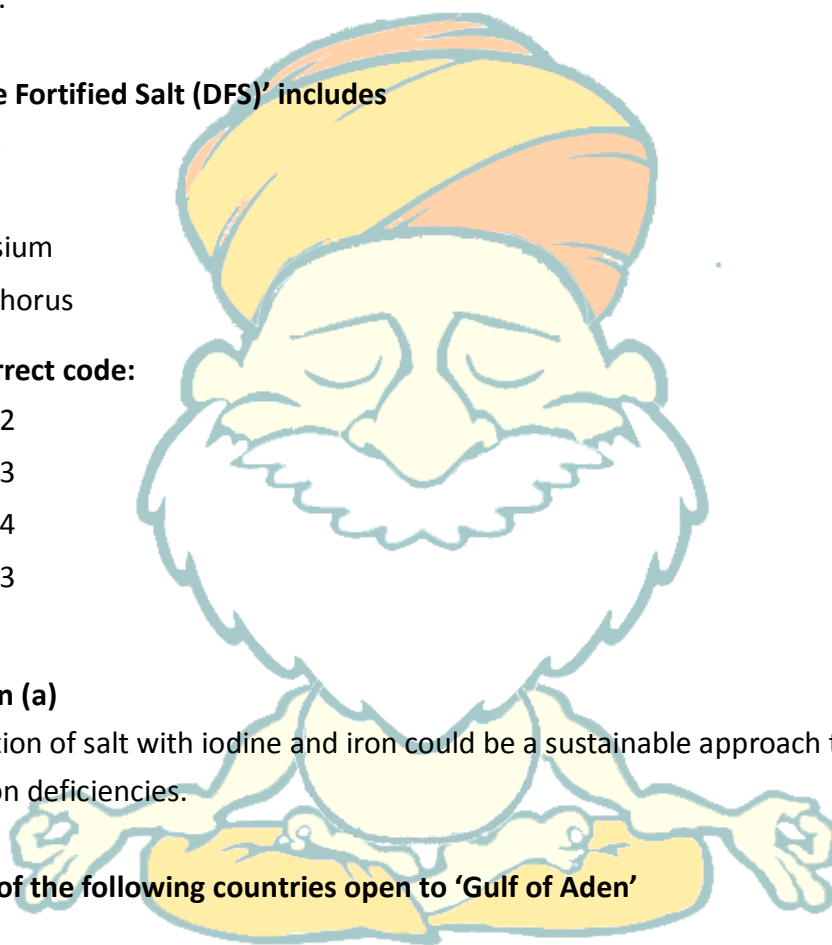 .
e Fortified Salt (DFS)’ includes
sium
horus
rrect code:
2
3
4
3
n (a)
tion of salt with iodine and iron could be a sustainable approach t
on deficiencies.
of the following countries open to ‘Gulf of Aden’